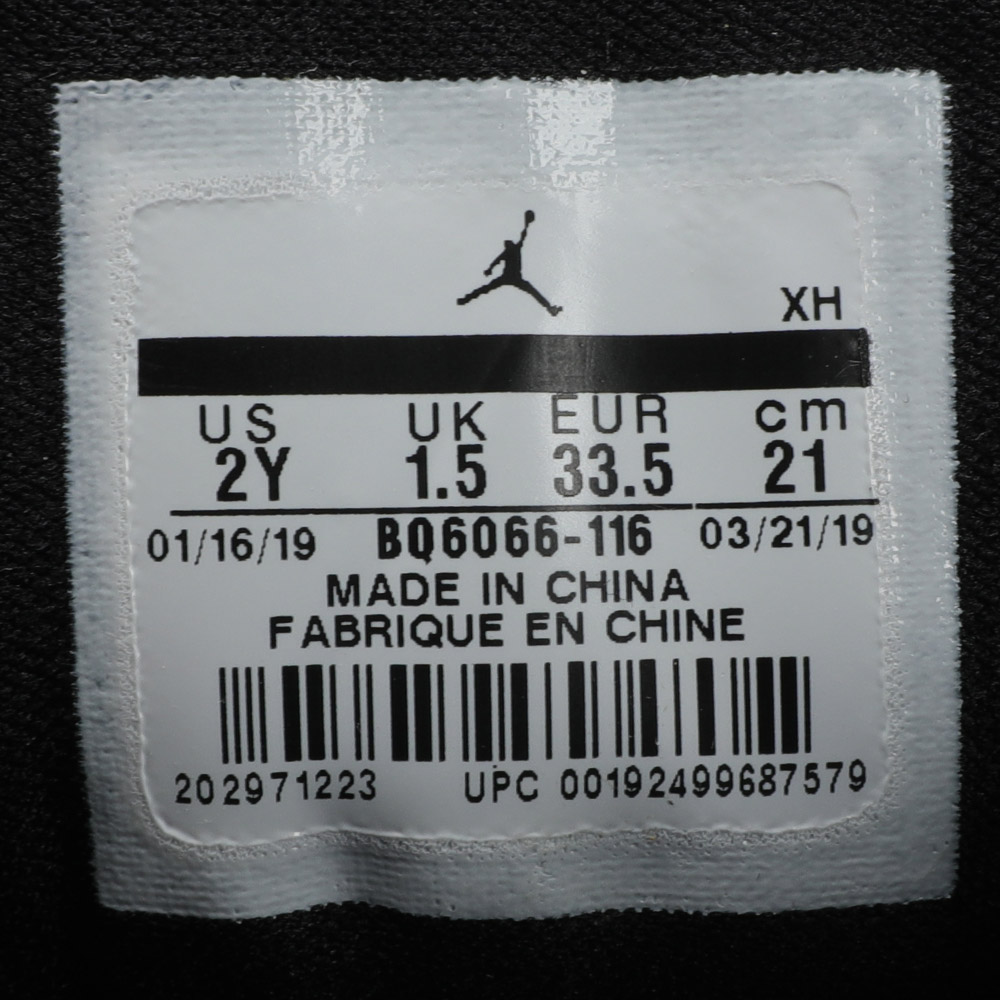 XH
US UK EUR cm
2Y 1.5 33.5 21
01/16/19 BQ6066-116 03/21/19
MADE IN CHINA
FABRIQUE EN CHINE
202971223 UPC 00192499687579